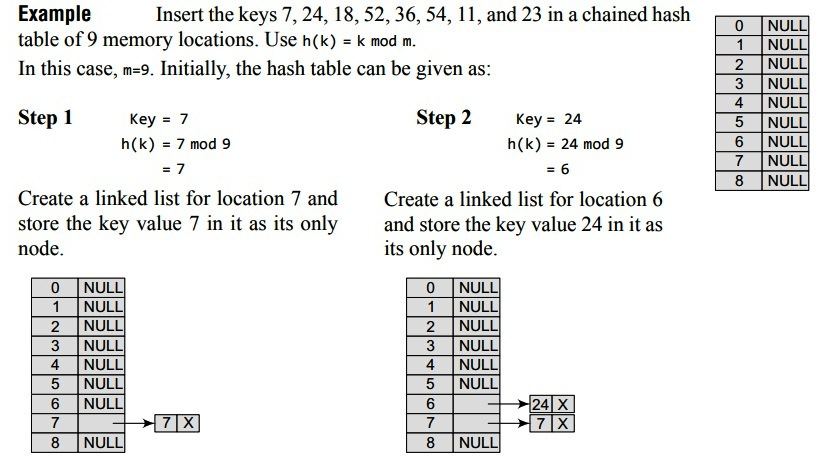 Example Insert the keys 7, 24, 18, 52, 36, 54, 11, and 23 in a chained hash
table of 9 memory locations. Use h(k) = k mod m.
In this case, m=9. Initially, the hash table can be given as:
0 NULL
1 NULL
2 NULL
3 NULL
4 NULL
5 NULL
6 NULL
7 NULL
8 NULL
Step 1 Key = 7
h(k) = 7 mod 9
= 7
Create a linked list for location 7 and
store the key value 7 in it as its only
node.
0 NULL
1 NULL
2 NULL
3 NULL
4 NULL
5 NULL
6 NULL
7 7 X
8 NULL
Step 2 Key = 24
h(k) = 24 mod 9
= 6
Create a linked list for location 6
and store the key value 24 in it as
its only node.
0 NULL
1 NULL
2 NULL
3 NULL
4 NULL
5 NULL
6 24 X
7 7 X
8 NULL